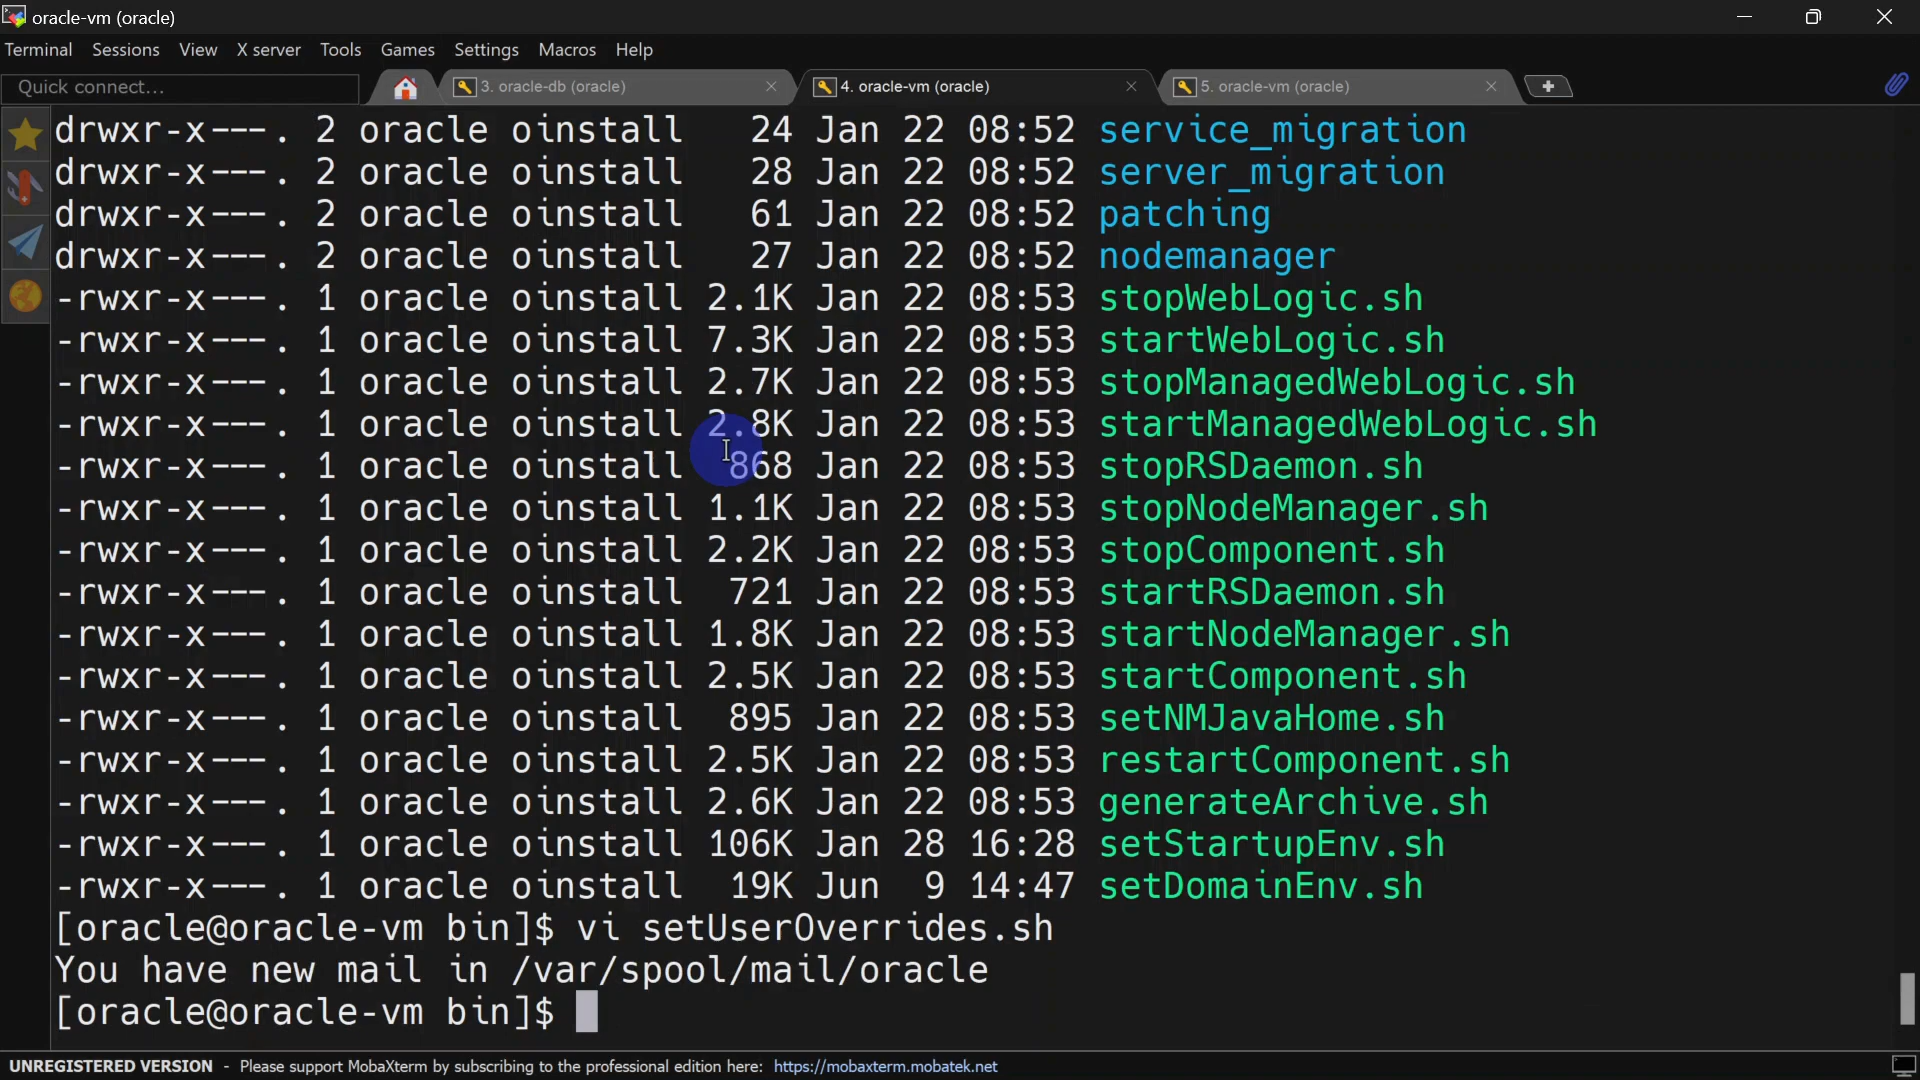 oracle-vm (oracle)
Terminal Sessions View X server Tools Games Settings Macros Help
Quick connect... 3. oracle-db (oracle) 4. oracle-vm (oracle) 5. oracle-vm (oracle)
drwxr-x---. 2 oracle oinstall 24 Jan 22 08:52 service_migration
drwxr-x---. 2 oracle oinstall 28 Jan 22 08:52 server_migration
drwxr-x---. 2 oracle oinstall 61 Jan 22 08:52 patching
drwxr-x---. 2 oracle oinstall 27 Jan 22 08:52 nodemanager
-rwxr-x---. 1 oracle oinstall 2.1K Jan 22 08:53 stopWebLogic.sh
-rwxr-x---. 1 oracle oinstall 7.3K Jan 22 08:53 startWebLogic.sh
-rwxr-x---. 1 oracle oinstall 2.7K Jan 22 08:53 stopManagedWebLogic.sh
-rwxr-x---. 1 oracle oinstall 2.8K Jan 22 08:53 startManagedWebLogic.sh
-rwxr-x---. 1 oracle oinstall 868 Jan 22 08:53 stopRSDaemon.sh
-rwxr-x---. 1 oracle oinstall 1.1K Jan 22 08:53 stopNodeManager.sh
-rwxr-x---. 1 oracle oinstall 2.2K Jan 22 08:53 stopComponent.sh
-rwxr-x---. 1 oracle oinstall 721 Jan 22 08:53 startRSDaemon.sh
-rwxr-x---. 1 oracle oinstall 1.8K Jan 22 08:53 startNodeManager.sh
-rwxr-x---. 1 oracle oinstall 2.5K Jan 22 08:53 startComponent.sh
-rwxr-x---. 1 oracle oinstall 895 Jan 22 08:53 setNMJavaHome.sh
-rwxr-x---. 1 oracle oinstall 2.5K Jan 22 08:53 restartComponent.sh
-rwxr-x---. 1 oracle oinstall 2.6K Jan 22 08:53 generateArchive.sh
-rwxr-x---. 1 oracle oinstall 106K Jan 28 16:28 setStartupEnv.sh
-rwxr-x---. 1 oracle oinstall 19K Jun 9 14:47 setDomainEnv.sh
[oracle@oracle-vm bin]$ vi setUserOverrides.sh
You have new mail in /var/spool/mail/oracle
[oracle@oracle-vm bin]$
UNREGISTERED VERSION - Please support MobaXterm by subscribing to the professional edition here: https://mobaxterm.mobatek.net